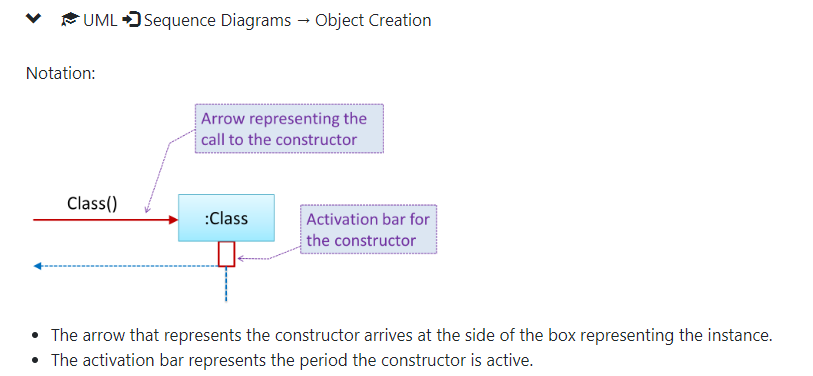 UML Sequence Diagrams → Object Creation
Notation:
Arrow representing the
call to the constructor
Class()
:Class
Activation bar for
the constructor
• The arrow that represents the constructor arrives at the side of the box representing the instance.
• The activation bar represents the period the constructor is active.